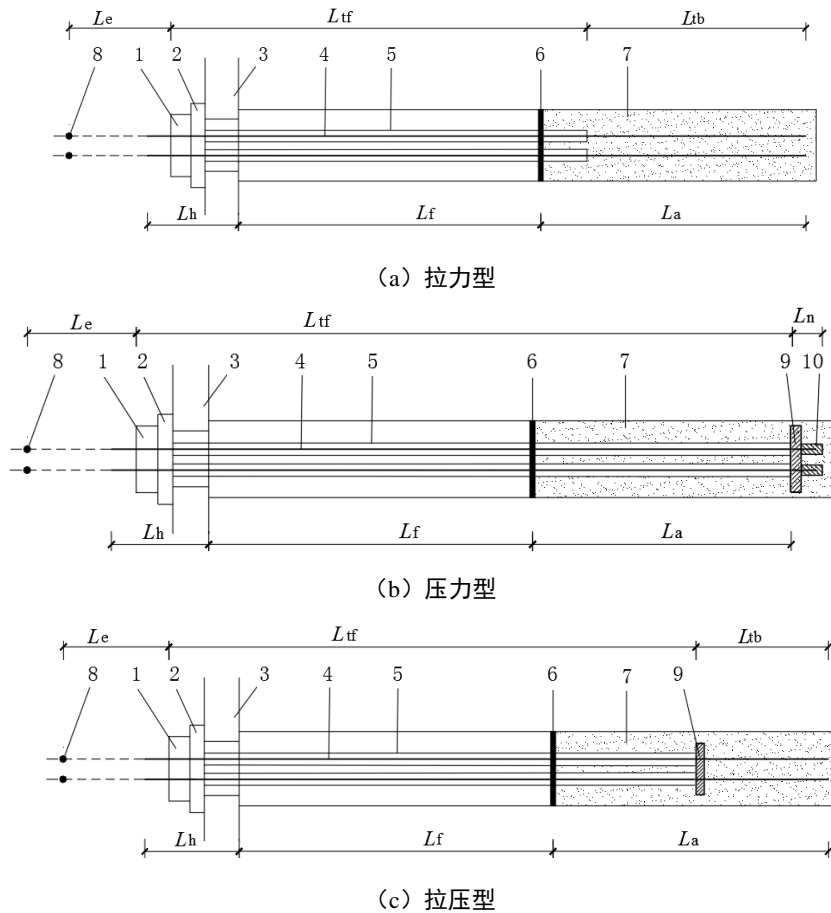 Le Ltf Ltb
8 1 2 3 4 5 6 7
Lh Lf La
（a）拉力型
Le Ltf Ln
8 1 2 3 4 5 6 7 9 10
Lh Lf La
（b）压力型
Le Ltf Ltb
8 1 2 3 4 5 6 7 9
Lh Lf La
（c）拉压型